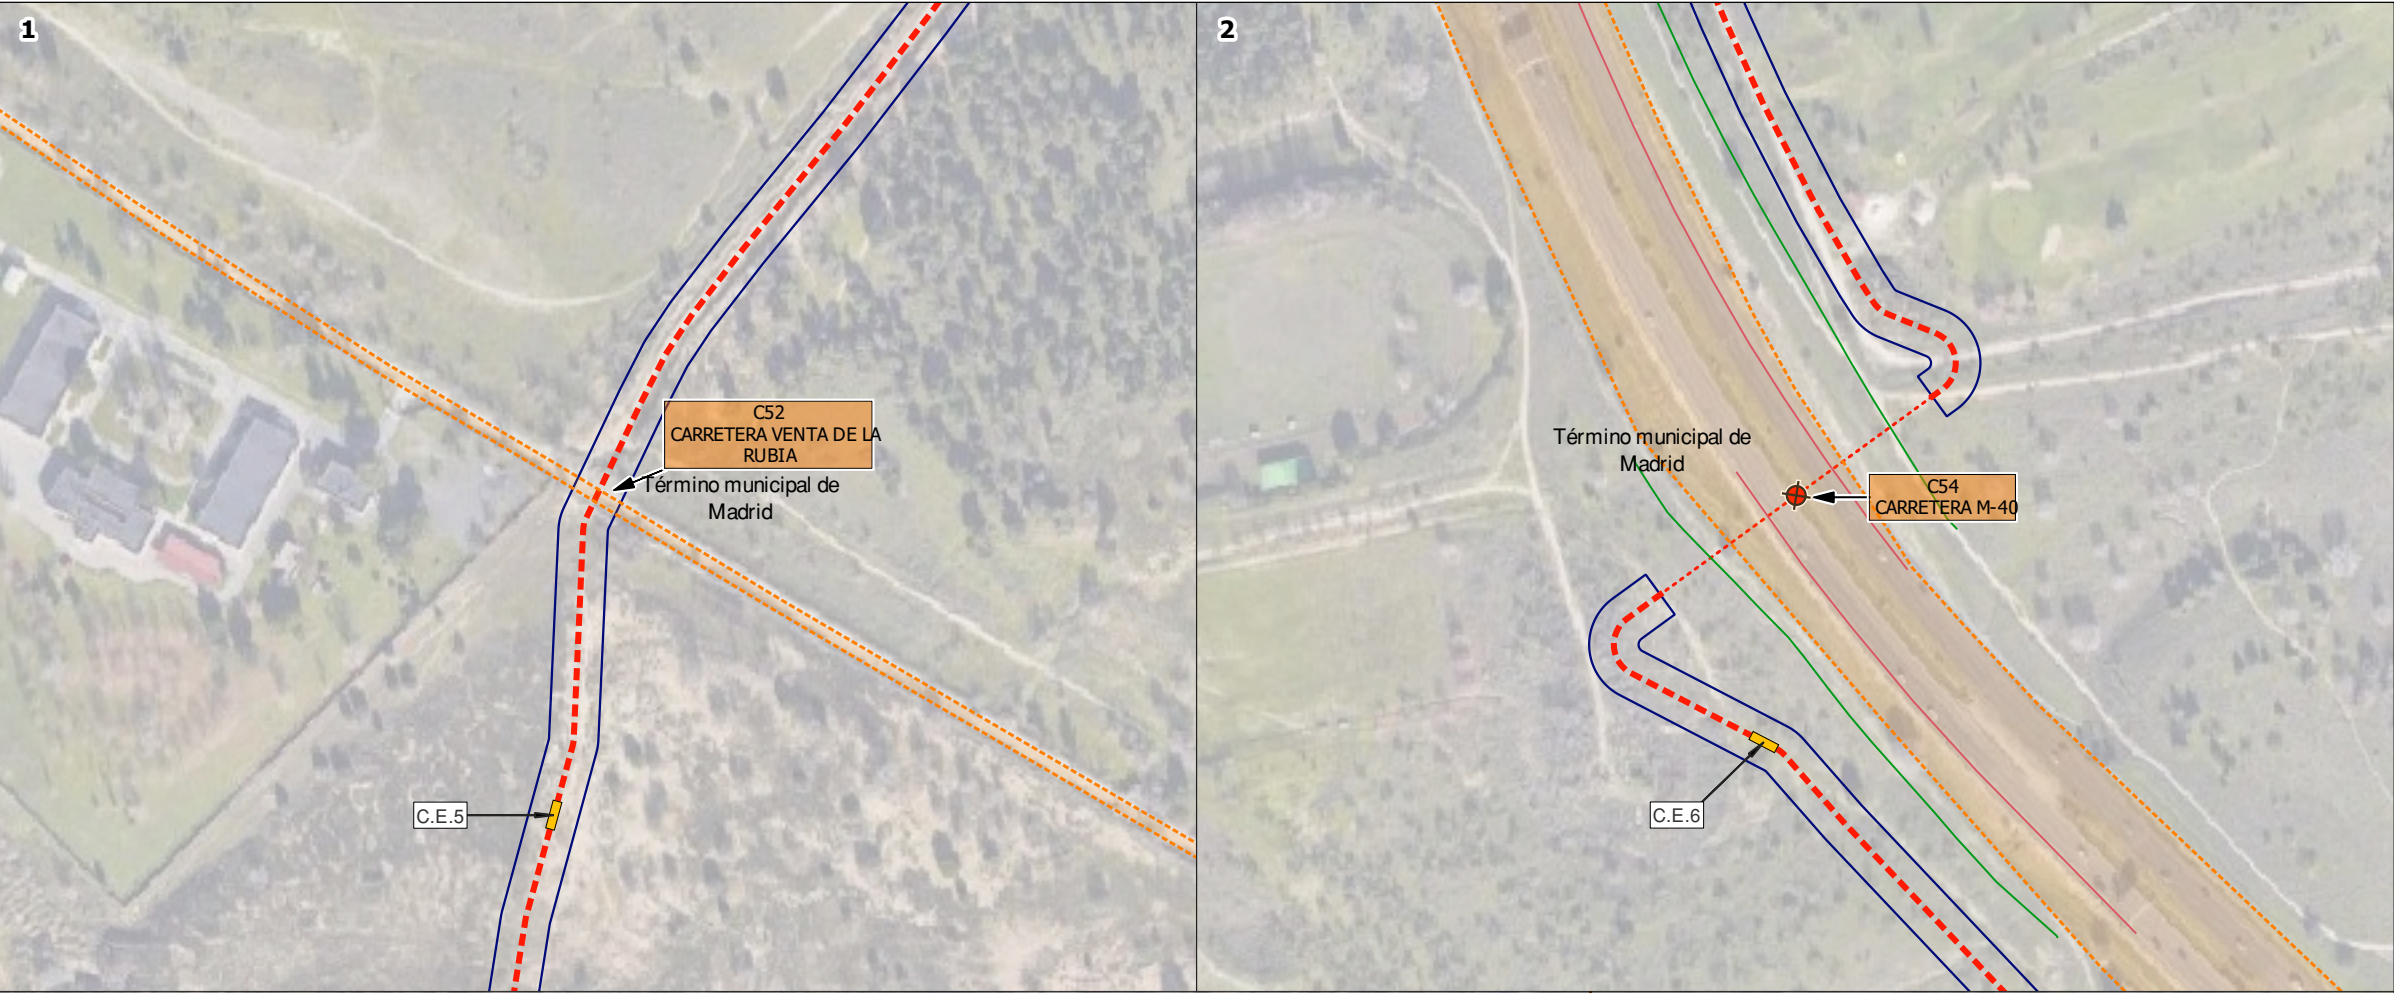 1
C52
CARRETERA VENTA DE LA
RUBIA
Término municipal de
Madrid
C.E.5
2
Término municipal de
Madrid
C54
CARRETERA M-40
C.E.6